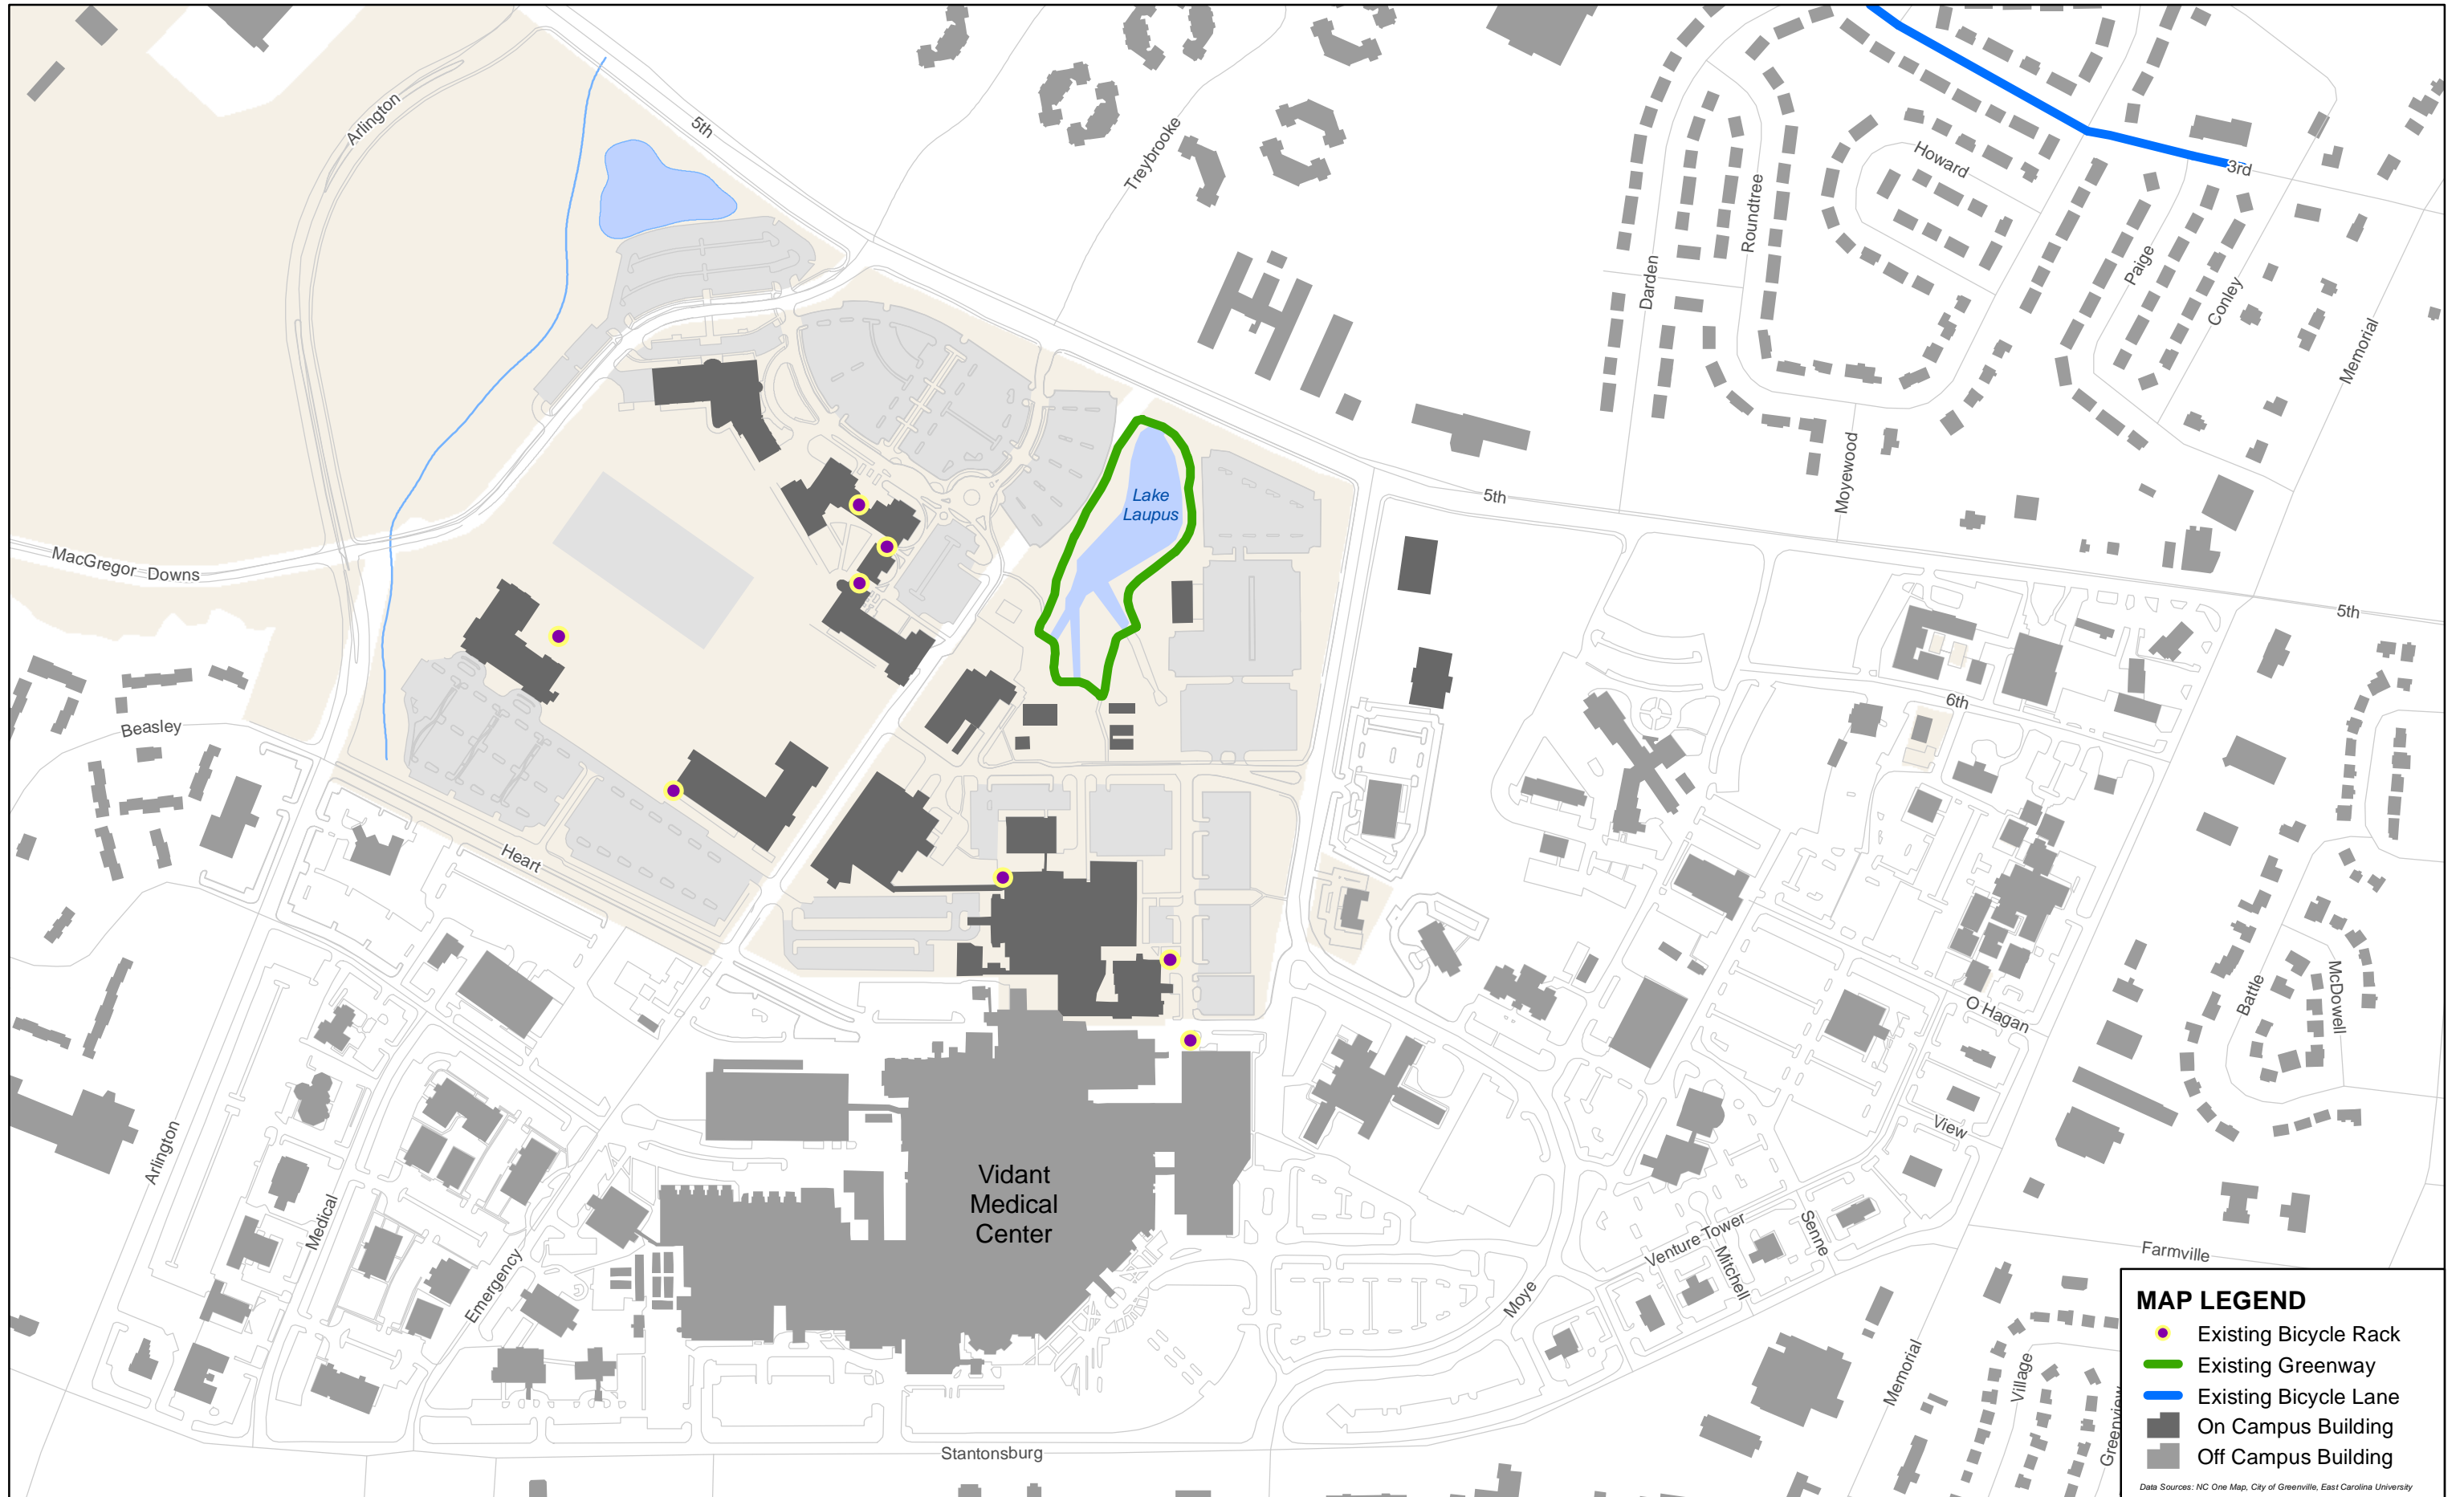 Arlington
5th
Treybrooke
Howard
3rd
Roundtree
Darden
Paige
Conley
Memorial
Moyewood
Lake
Laupus
5th
MacGregor Downs
5th
6th
Beasley
Heart
O Hagan
Battle
McDowell
View
Arlington
Medical
Emergency
Vidant
Medical
Center
Venture Tower
Mitchell
Senne
Moye
Farmville
Memorial
Village
Greenview
Stantonsburg
MAP LEGEND
Existing Bicycle Rack
Existing Greenway
Existing Bicycle Lane
On Campus Building
Off Campus Building
Data Sources: NC One Map, City of Greenville, East Carolina University